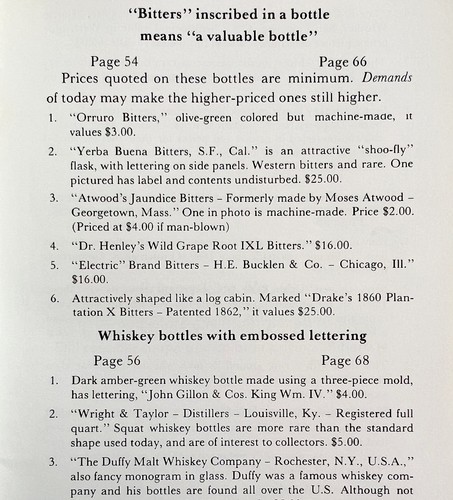 "Bitters" inscribed in a bottle
means "a valuable bottle"
Page 54 Page 66
Prices quoted on these bottles are minimum. Demands
of today may make the higher-priced ones still higher.
1. "Orruro Bitters," olive-green colored but machine-made, it
values $3.00.
2. "Yerba Buena Bitters, S.F., Cal." is an attractive "shoo-fly"
flask, with lettering on side panels. Western bitters and rare. One
pictured has label and contents undisturbed. $25.00.
3. "Atwood's Jaundice Bitters – Formerly made by Moses Atwood –
Georgetown, Mass." One in photo is machine-made. Price $2.00.
(Priced at $4.00 if man-blown)
4. "Dr. Henley's Wild Grape Root IXL Bitters." $16.00.
5. "Electric" Brand Bitters – H.E. Bucklen & Co. – Chicago, Ill."
$16.00.
6. Attractively shaped like a log cabin. Marked "Drake's 1860 Plan-
tation X Bitters – Patented 1862," it values $25.00.
Whiskey bottles with embossed lettering
Page 56 Page 68
1. Dark amber-green whiskey bottle made using a three-piece mold,
has lettering, "John Gillon & Cos. King Wm. IV." $4.00.
2. "Wright & Taylor – Distillers – Louisville, Ky. – Registered full
quart." Squat whiskey bottles are more rare than the standard
shape used today, and are of interest to collectors. $5.00.
3. "The Duffy Malt Whiskey Company – Rochester, N.Y., U.S.A.,"
also fancy monogram in glass. Duffy was a famous whiskey com-
pany and his bottles are found all over the U.S. Although not